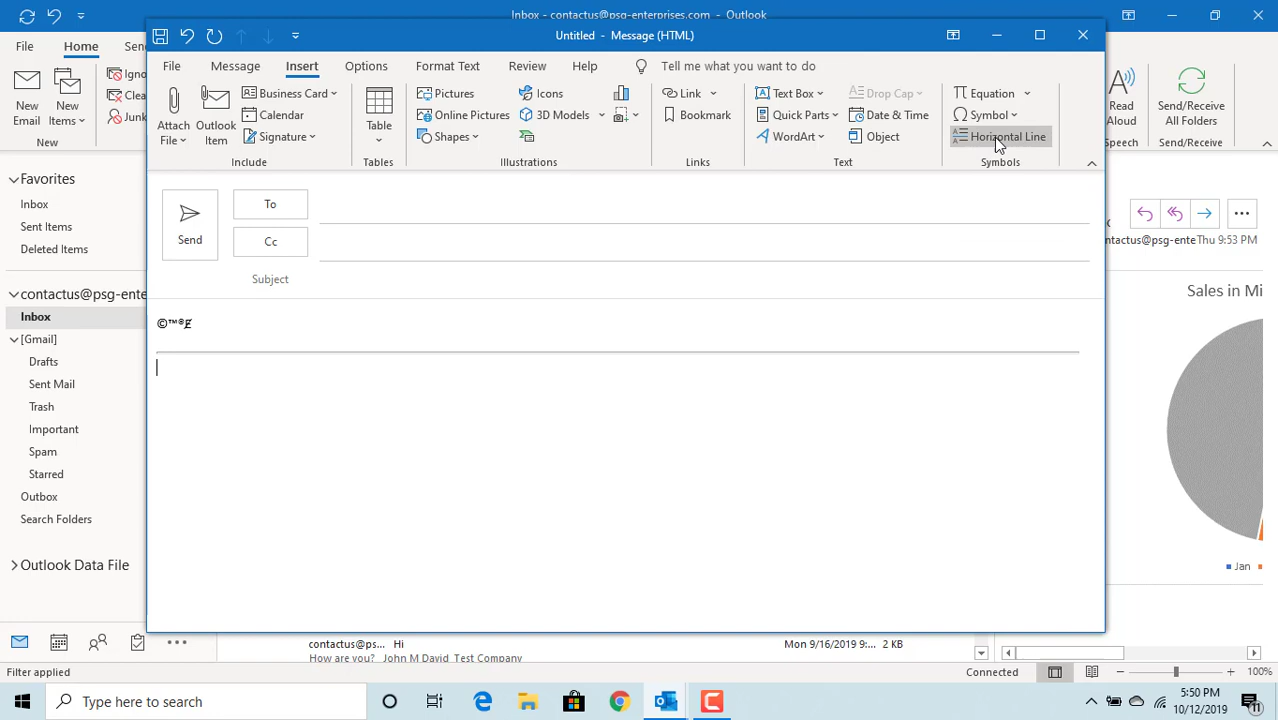 Inbox - contactus@psg-enterprises.com - Outlook
Untitled - Message (HTML)
File Home
File Message Insert Options Format Text Review Help Tell me what you want to do
New Email
New Items
New
Attach File
Outlook Item
Business Card
Calendar
Signature
Include
Table
Tables
Pictures
Online Pictures
Shapes
Icons
3D Models
Illustrations
Link
Bookmark
Links
Text Box
Quick Parts
WordArt
Drop Cap
Date & Time
Object
Text
Equation
Symbol
Horizontal Line
Symbols
Read Aloud
Speech
Send/Receive All Folders
Send/Receive
Send
To
Cc
Subject
©™®
Favorites
Inbox
Sent Items
Deleted Items
contactus@psg-ente
Inbox
[Gmail]
Drafts
Sent Mail
Trash
Important
Spam
Starred
Outbox
Search Folders
Outlook Data File
ntactus@psg-ente Thu 9:53 PM
Sales in Mi
Jan
contactus@ps... Hi Mon 9/16/2019 9:... 2 KB
How are you? John M David Test Company
Filter applied
Connected
100%
Type here to search
5:50 PM
10/12/2019
11